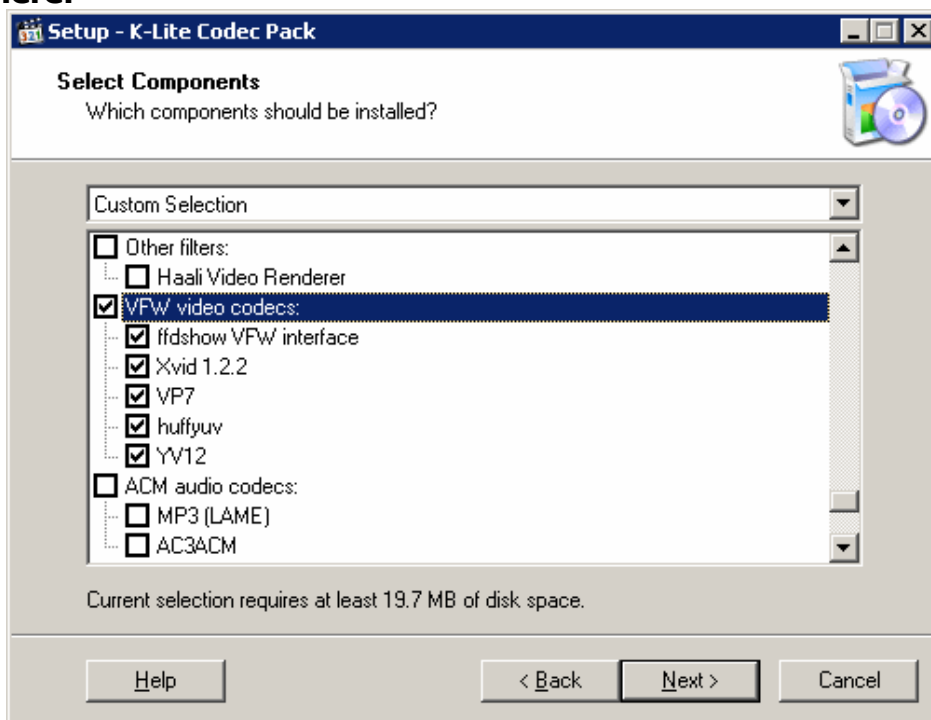 Setup - K-Lite Codec Pack
Select Components
Which components should be installed?
Custom Selection
Other filters:
Haali Video Renderer
VFW video codecs:
ffdshow VFW interface
Xvid 1.2.2
VP7
huffyuv
YV12
ACM audio codecs:
MP3 (LAME)
AC3ACM
Current selection requires at least 19.7 MB of disk space.
Help
< Back
Next >
Cancel